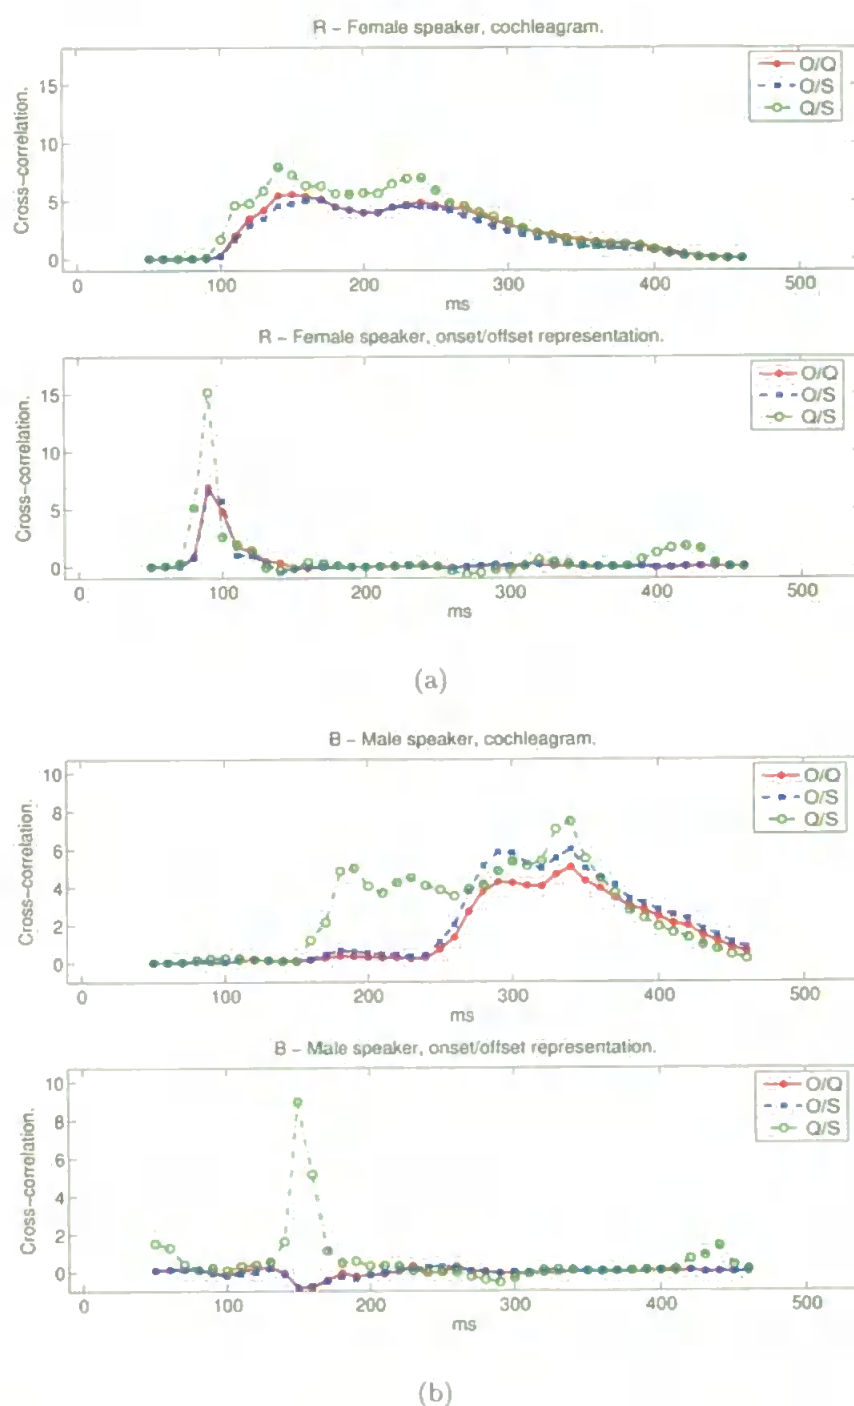 R – Female speaker, cochleagram.
Cross-correlation.
15
10
5
0
O/Q
O/S
Q/S
0 100 200 300 400 500
ms
R – Female speaker, onset/offset representation.
Cross-correlation.
15
10
5
0
O/Q
O/S
Q/S
0 100 200 300 400 500
ms
(a)
B – Male speaker, cochleagram.
Cross-correlation.
10
8
6
4
2
0
O/Q
O/S
Q/S
0 100 200 300 400 500
ms
B – Male speaker, onset/offset representation.
Cross-correlation.
10
8
6
4
2
0
O/Q
O/S
Q/S
0 100 200 300 400 500
ms
(b)